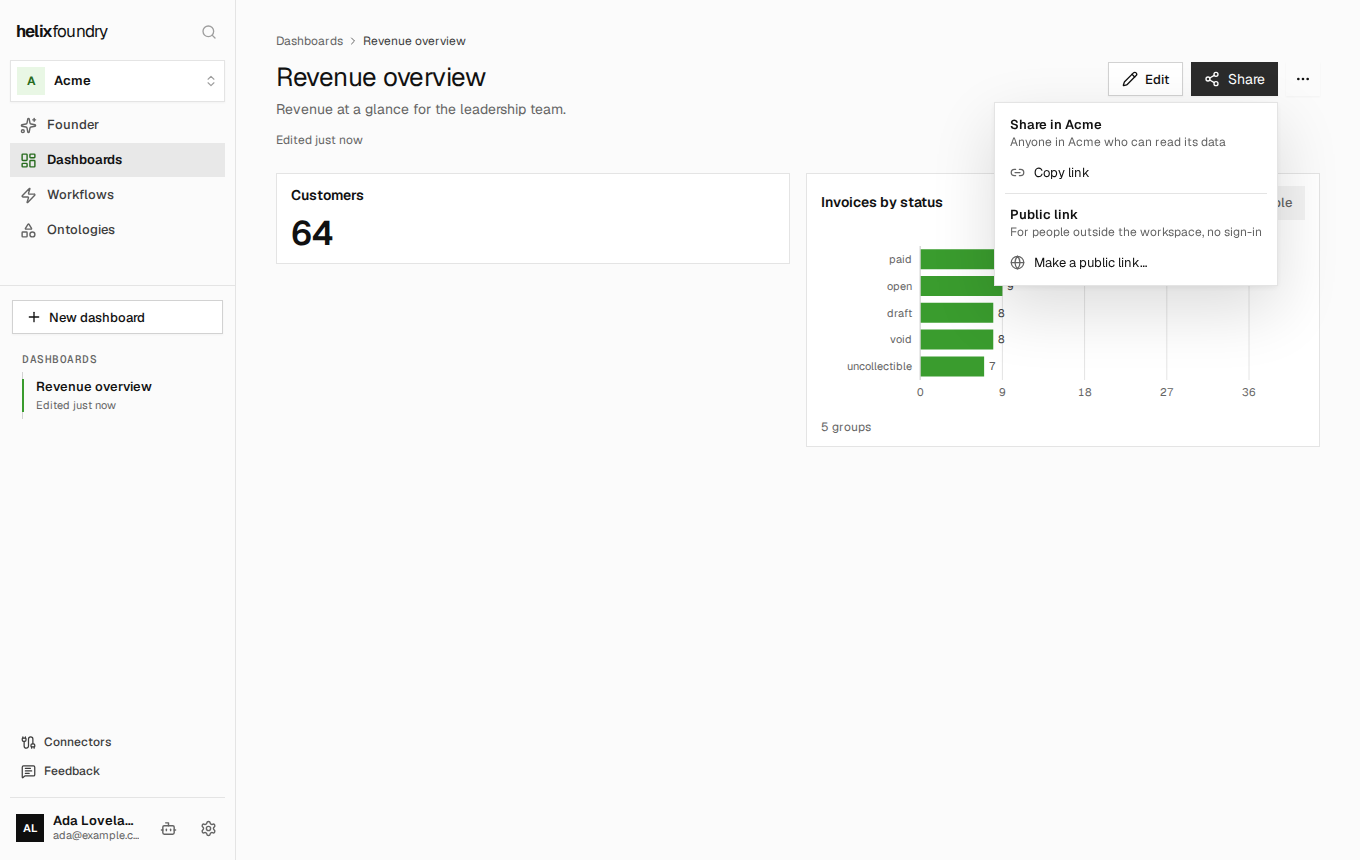 helixfoundry
A Acme
Founder
Dashboards
Workflows
Ontologies
New dashboard
DASHBOARDS
Revenue overview
Edited just now
Connectors
Feedback
AL
Ada Lovela...
ada@example.c...
Dashboards > Revenue overview
Revenue overview
Revenue at a glance for the leadership team.
Edited just now
Edit
Share
Share in Acme
Anyone in Acme who can read its data
Copy link
Public link
For people outside the workspace, no sign-in
Make a public link...
Customers
64
Invoices by status
paid
open 9
draft 8
void 8
uncollectible 7
0 9 18 27 36
5 groups